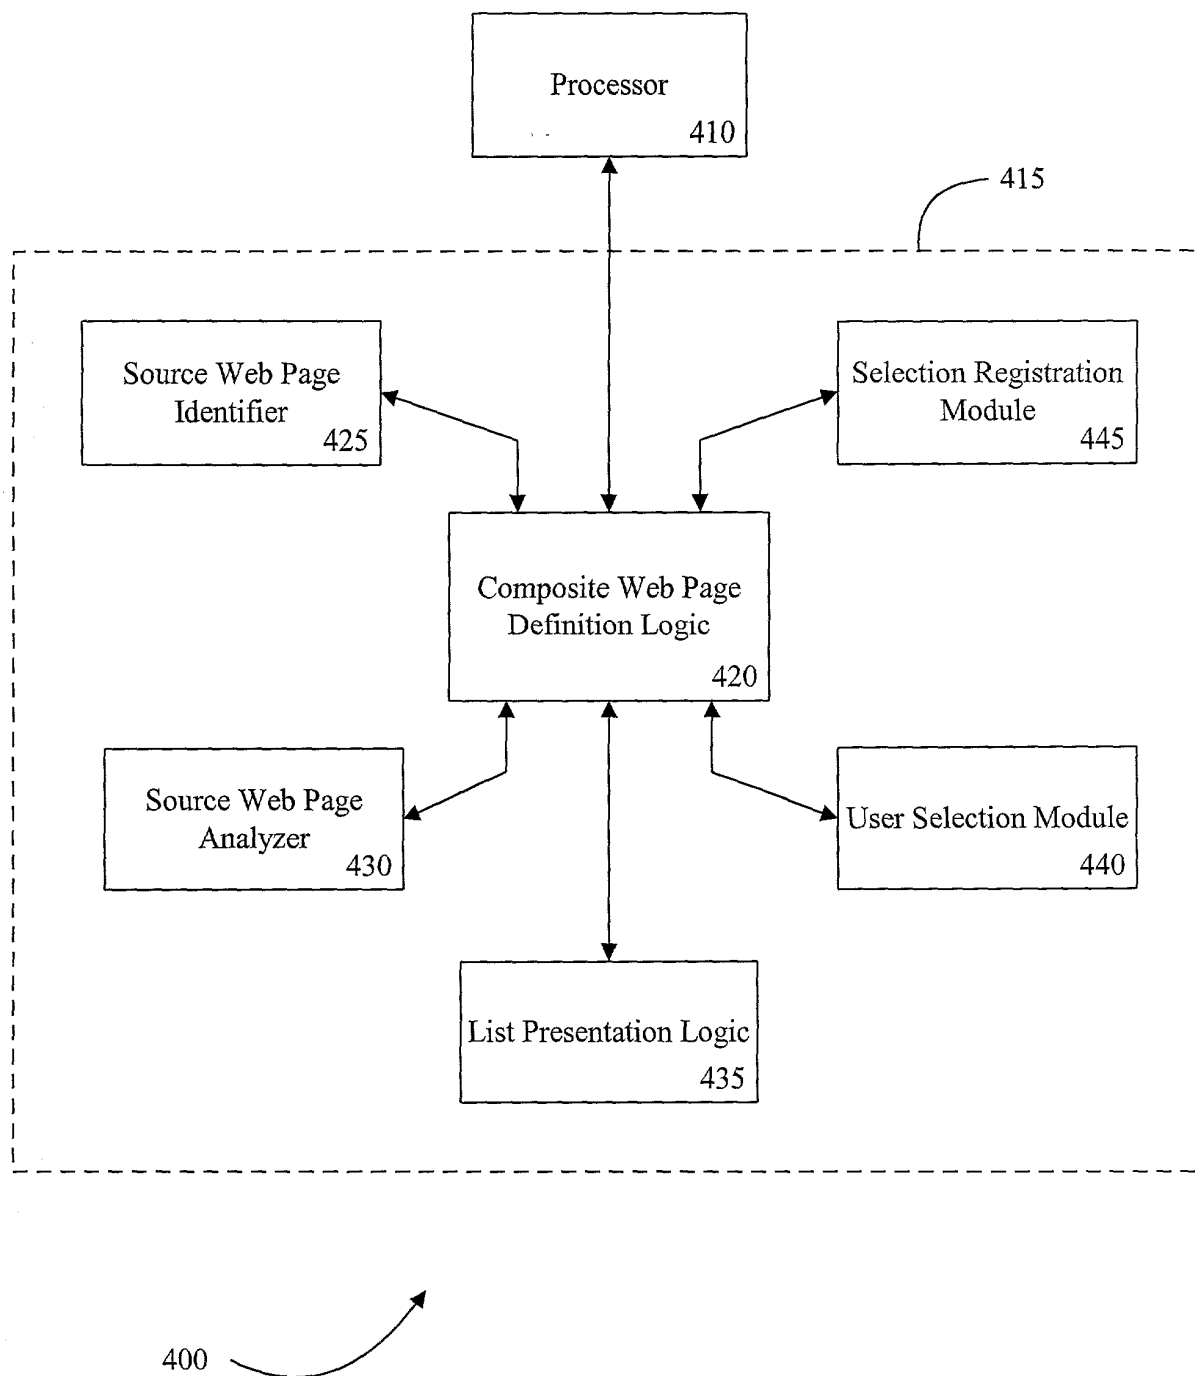 Processor
410
415
Source Web Page
Identifier
425
Selection Registration
Module
445
Composite Web Page
Definition Logic
420
Source Web Page
Analyzer
430
User Selection Module
440
List Presentation Logic
435
400